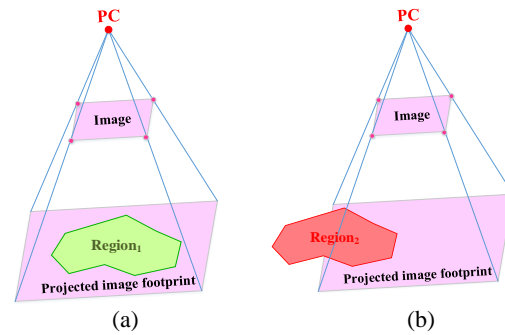 PC
Image
Region₁
Projected image footprint
(a)
PC
Image
Region₂
Projected image footprint
(b)